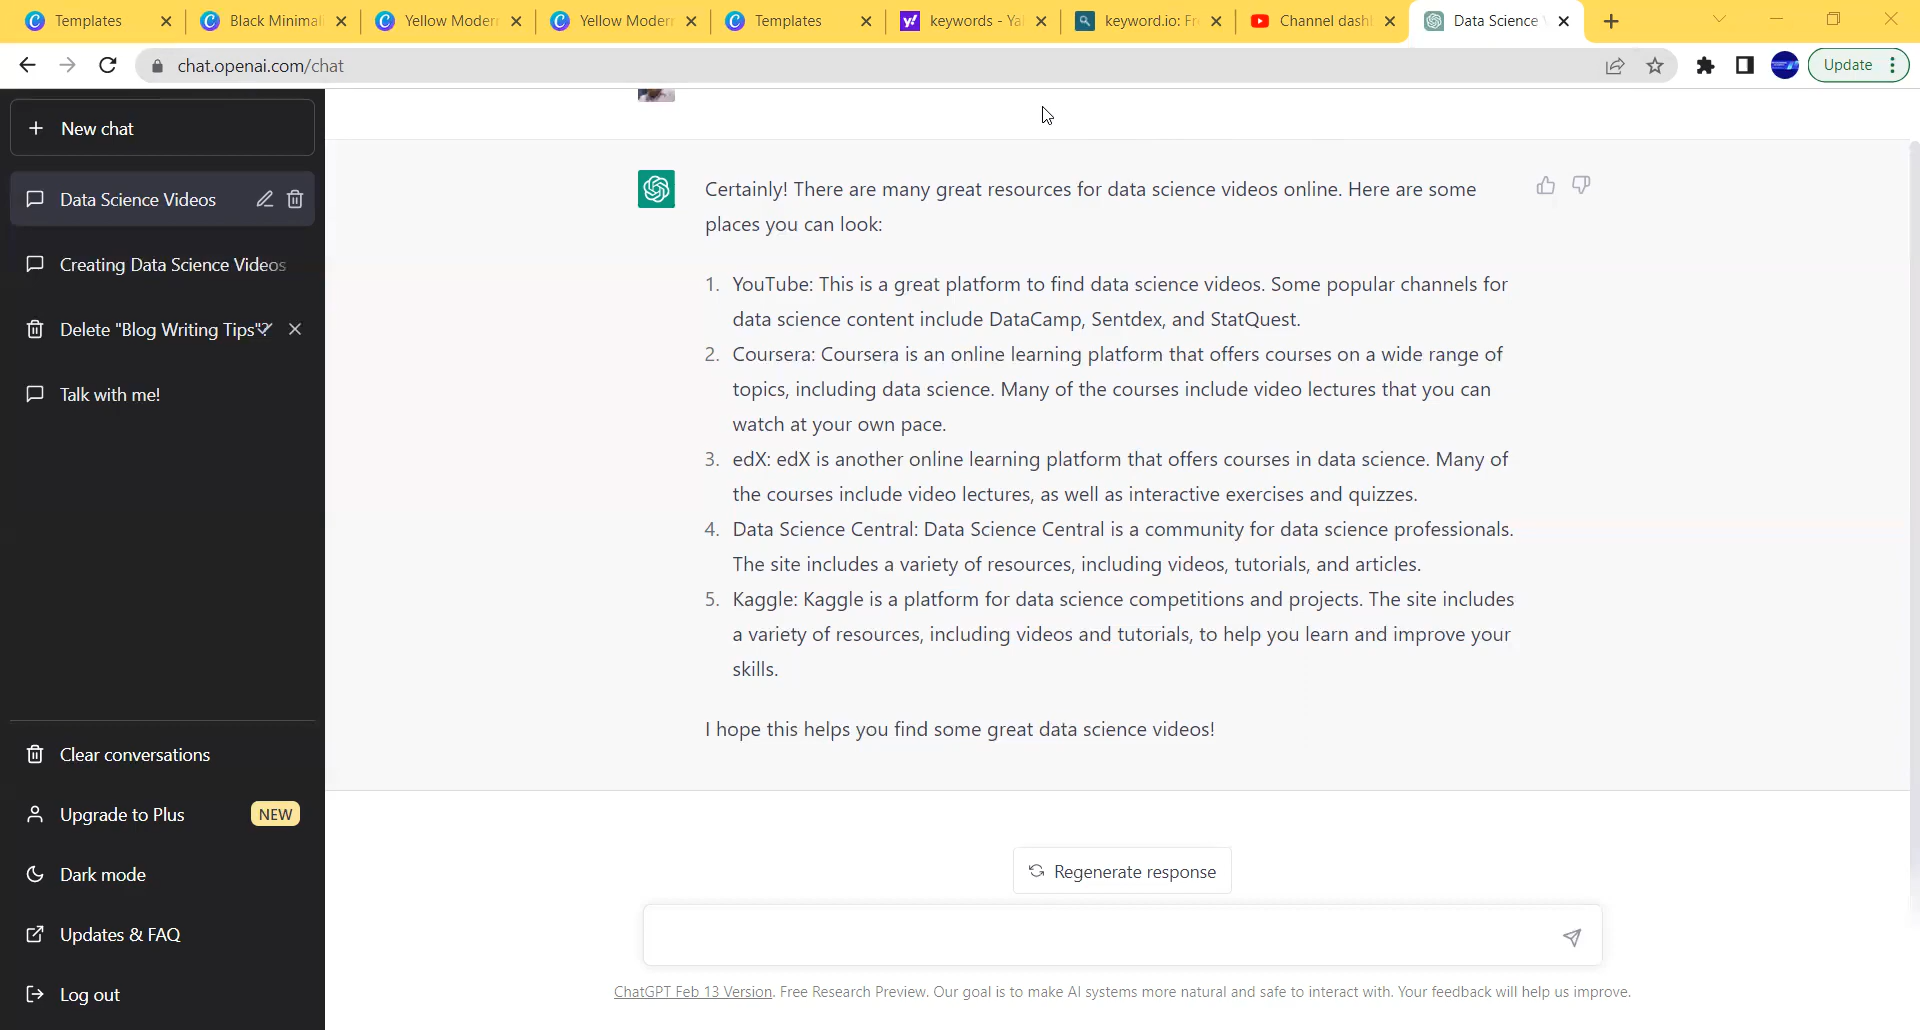 Templates
Black Minimali
Yellow Modern
Yellow Modern
Templates
keywords - Ya
keyword.io: Fr
Channel dash
Data Science V
chat.openai.com/chat
Update
New chat
Data Science Videos
Creating Data Science Videos
Delete "Blog Writing Tips"?
Talk with me!
Clear conversations
Upgrade to Plus
NEW
Dark mode
Updates & FAQ
Log out
Certainly! There are many great resources for data science videos online. Here are some
places you can look:
1. YouTube: This is a great platform to find data science videos. Some popular channels for
data science content include DataCamp, Sentdex, and StatQuest.
2. Coursera: Coursera is an online learning platform that offers courses on a wide range of
topics, including data science. Many of the courses include video lectures that you can
watch at your own pace.
3. edX: edX is another online learning platform that offers courses in data science. Many of
the courses include video lectures, as well as interactive exercises and quizzes.
4. Data Science Central: Data Science Central is a community for data science professionals.
The site includes a variety of resources, including videos, tutorials, and articles.
5. Kaggle: Kaggle is a platform for data science competitions and projects. The site includes
a variety of resources, including videos and tutorials, to help you learn and improve your
skills.
I hope this helps you find some great data science videos!
Regenerate response
ChatGPT Feb 13 Version. Free Research Preview. Our goal is to make AI systems more natural and safe to interact with. Your feedback will help us improve.